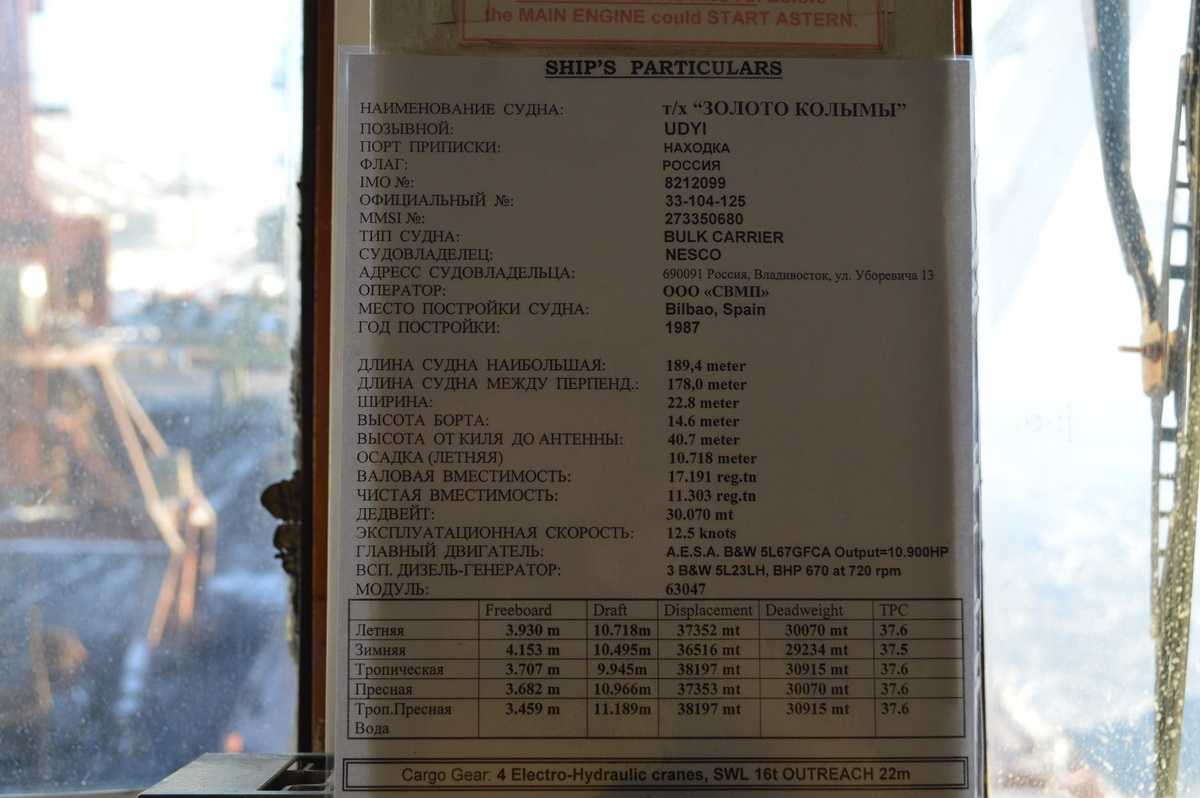 the MAIN ENGINE could START ASTERN.
SHIP'S PARTICULARS
НАИМЕНОВАНИЕ СУДНА: т/х “ЗОЛОТО КОЛЫМЫ”
ПОЗЫВНОЙ: UDYI
ПОРТ ПРИПИСКИ: НАХОДКА
ФЛАГ: РОССИЯ
IMO №: 8212099
ОФИЦИАЛЬНЫЙ №: 33-104-125
MMSI №: 273350680
ТИП СУДНА: BULK CARRIER
СУДОВЛАДЕЛЕЦ: NESCO
АДРЕСС СУДОВЛАДЕЛЬЦА: 690091 Россия, Владивосток, ул. Уборевича 13
ОПЕРАТОР: ООО «СВМП»
МЕСТО ПОСТРОЙКИ СУДНА: Bilbao, Spain
ГОД ПОСТРОЙКИ: 1987
ДЛИНА СУДНА НАИБОЛЬШАЯ: 189,4 meter
ДЛИНА СУДНА МЕЖДУ ПЕРПЕНД.: 178,0 meter
ШИРИНА: 22.8 meter
ВЫСОТА БОРТА: 14.6 meter
ВЫСОТА ОТ КИЛЯ ДО АНТЕННЫ: 40.7 meter
ОСАДКА (ЛЕТНЯЯ) 10.718 meter
ВАЛОВАЯ ВМЕСТИМОСТЬ: 17.191 reg.tn
ЧИСТАЯ ВМЕСТИМОСТЬ: 11.303 reg.tn
ДЕДВЕЙТ: 30.070 mt
ЭКСПЛУАТАЦИОННАЯ СКОРОСТЬ: 12.5 knots
ГЛАВНЫЙ ДВИГАТЕЛЬ: A.E.S.A. B&W 5L67GFCA Output=10.900HP
ВСП. ДИЗЕЛЬ-ГЕНЕРАТОР: 3 B&W 5L23LH, BHP 670 at 720 rpm
МОДУЛЬ: 63047
Freeboard Draft Displacement Deadweight TPC
Летняя 3.930 m 10.718m 37352 mt 30070 mt 37.6
Зимняя 4.153 m 10.495m 36516 mt 29234 mt 37.5
Тропическая 3.707 m 9.945m 38197 mt 30915 mt 37.6
Пресная 3.682 m 10.966m 37353 mt 30070 mt 37.6
Троп.Пресная 3.459 m 11.189m 38197 mt 30915 mt 37.6
Вода
Cargo Gear: 4 Electro-Hydraulic cranes, SWL 16t OUTREACH 22m